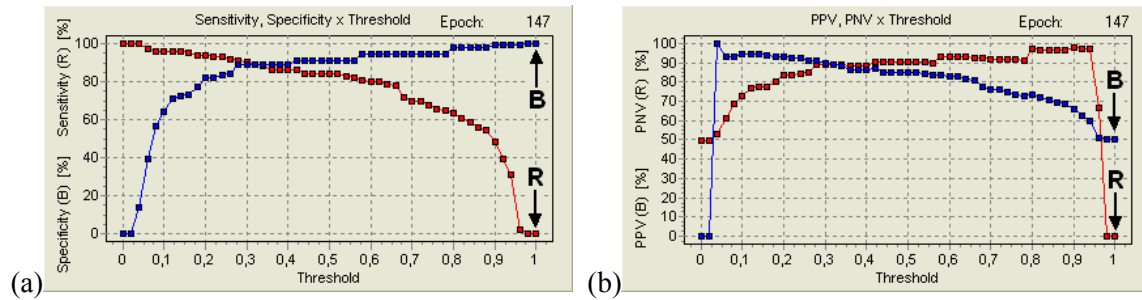 Sensitivity, Specificity x Threshold Epoch: 147
Specificity (B) [%] Sensitivity (R) [%]
100
80
60
40
20
0
B
R
0 0,1 0,2 0,3 0,4 0,5 0,6 0,7 0,8 0,9 1
Threshold
(a)
PPV, PNV x Threshold Epoch: 147
PPV (B) [%] PNV (R) [%]
100
90
80
70
60
50
40
30
20
10
0
B
R
0 0,1 0,2 0,3 0,4 0,5 0,6 0,7 0,8 0,9 1
Threshold
(b)